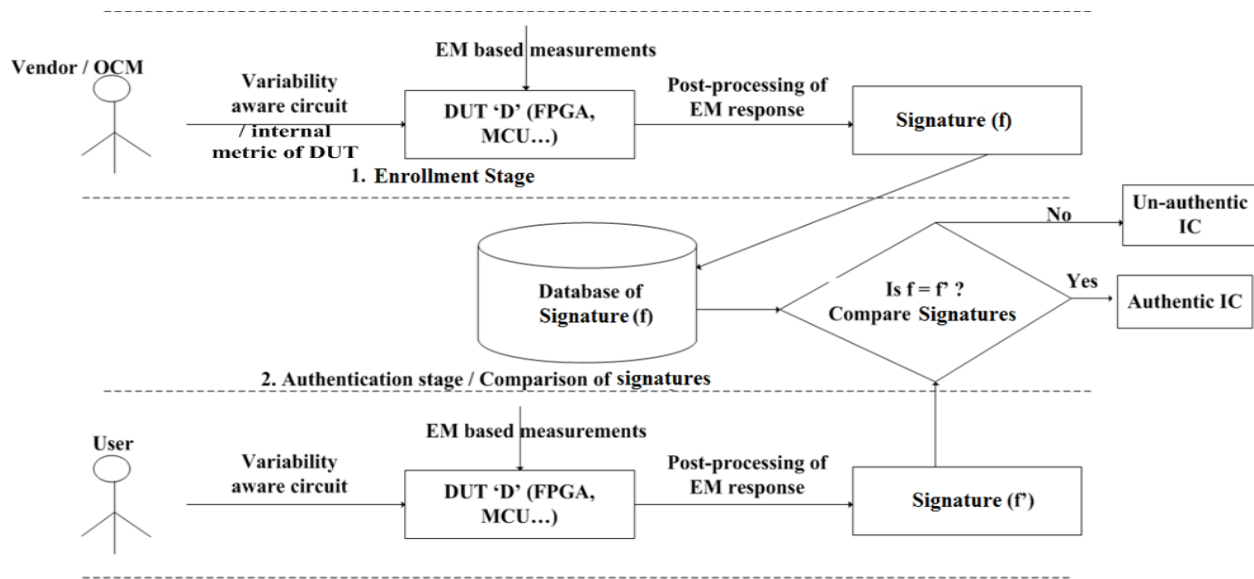 EM based measurements
Vendor / OCM
Variability
aware circuit
/ internal
metric of DUT
DUT ‘D’ (FPGA,
MCU…)
Post-processing of
EM response
Signature (f)
1. Enrollment Stage
No
Un-authentic
IC
Database of
Signature (f)
Is f = f’ ?
Compare Signatures
Yes
Authentic IC
2. Authentication stage / Comparison of signatures
EM based measurements
User
Variability
aware circuit
DUT ‘D’ (FPGA,
MCU…)
Post-processing of
EM response
Signature (f’)